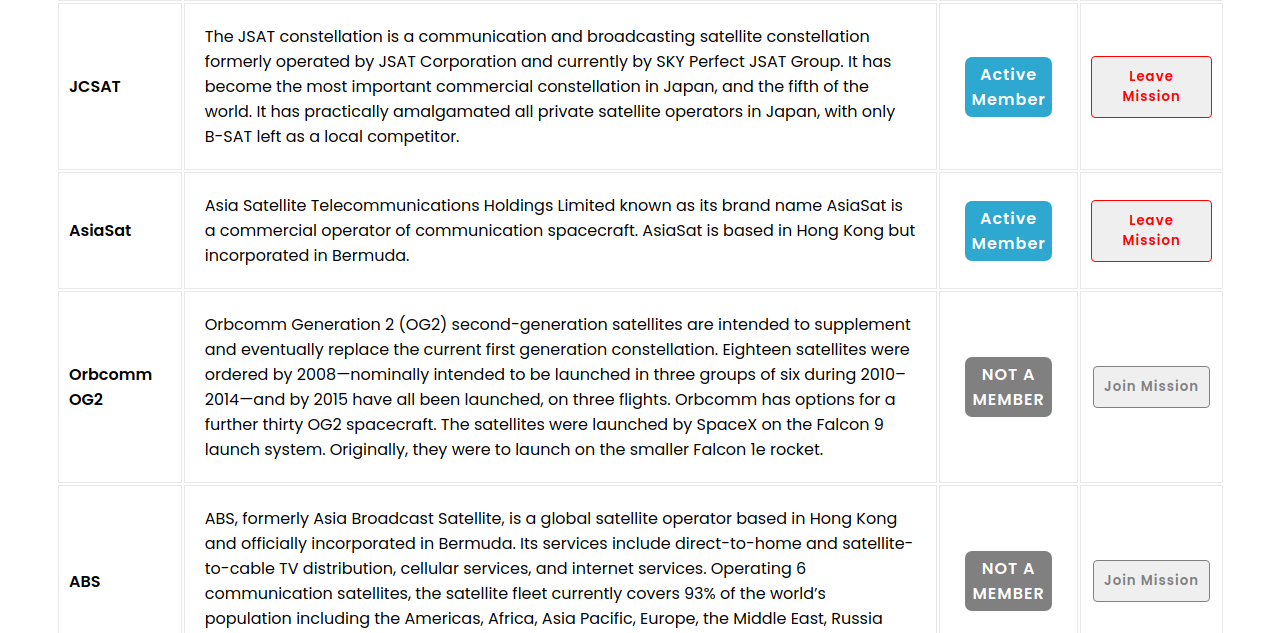 JCSAT
The JSAT constellation is a communication and broadcasting satellite constellation
formerly operated by JSAT Corporation and currently by SKY Perfect JSAT Group. It has
become the most important commercial constellation in Japan, and the fifth of the
world. It has practically amalgamated all private satellite operators in Japan, with only
B-SAT left as a local competitor.
Active
Member
Leave
Mission
AsiaSat
Asia Satellite Telecommunications Holdings Limited known as its brand name AsiaSat is
a commercial operator of communication spacecraft. AsiaSat is based in Hong Kong but
incorporated in Bermuda.
Active
Member
Leave
Mission
Orbcomm
OG2
Orbcomm Generation 2 (OG2) second-generation satellites are intended to supplement
and eventually replace the current first generation constellation. Eighteen satellites were
ordered by 2008—nominally intended to be launched in three groups of six during 2010–
2014—and by 2015 have all been launched, on three flights. Orbcomm has options for a
further thirty OG2 spacecraft. The satellites were launched by SpaceX on the Falcon 9
launch system. Originally, they were to launch on the smaller Falcon 1e rocket.
NOT A
MEMBER
Join Mission
ABS
ABS, formerly Asia Broadcast Satellite, is a global satellite operator based in Hong Kong
and officially incorporated in Bermuda. Its services include direct-to-home and satellite-
to-cable TV distribution, cellular services, and internet services. Operating 6
communication satellites, the satellite fleet currently covers 93% of the world’s
population including the Americas, Africa, Asia Pacific, Europe, the Middle East, Russia
NOT A
MEMBER
Join Mission